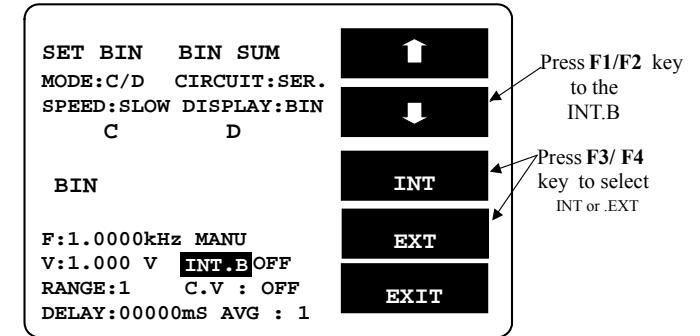 SET BIN BIN SUM
MODE:C/D CIRCUIT:SER.
SPEED:SLOW DISPLAY:BIN
C D
BIN
F:1.0000kHz MANU
V:1.000 V INT.B OFF
RANGE:1 C.V : OFF
DELAY:00000mS AVG : 1
INT
EXT
EXIT
Press F1/F2 key
to the
INT.B
Press F3/ F4
key to select
INT or .EXT